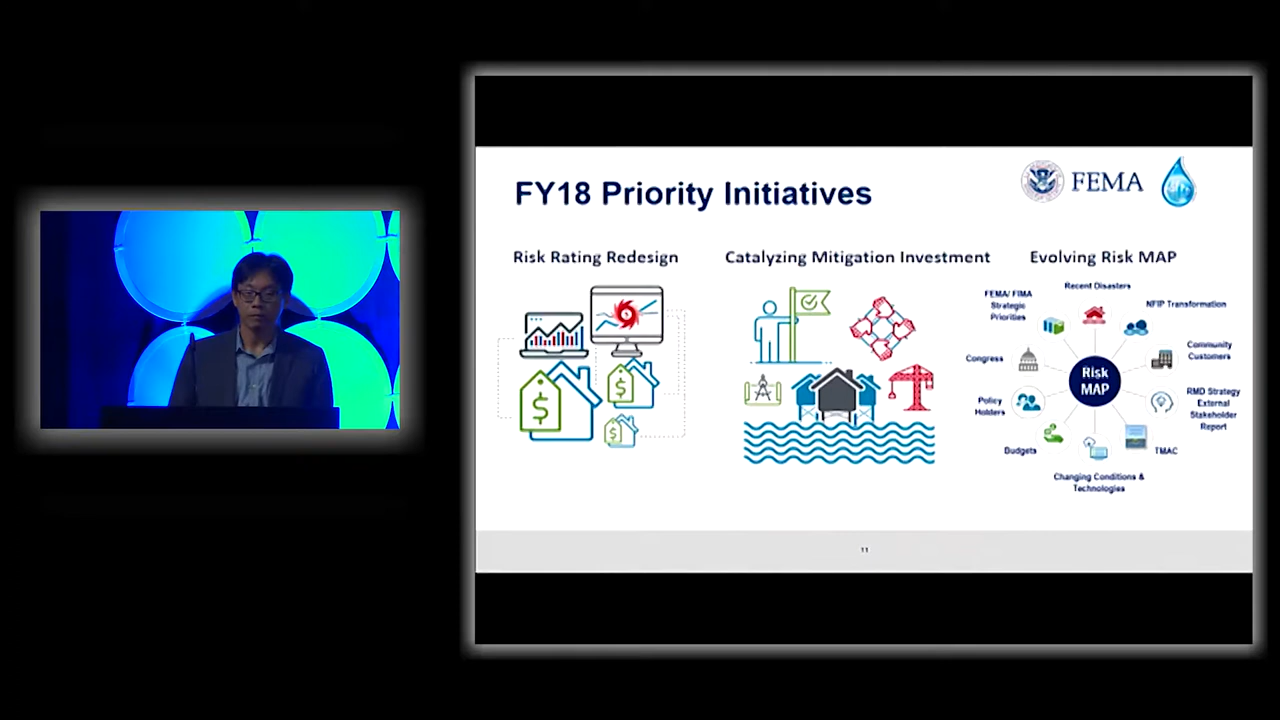 FY18 Priority Initiatives
FEMA
Risk Rating Redesign
Catalyzing Mitigation Investment
Evolving Risk MAP
Recent Disasters
FEMA/ FIMA
Strategic
Priorities
NFIP Transformation
Community
Customers
Congress
Risk
MAP
RMD Strategy
External
Stakeholder
Report
Policy
Holders
Budgets
TMAC
Changing Conditions &
Technologies
$
$
$
11